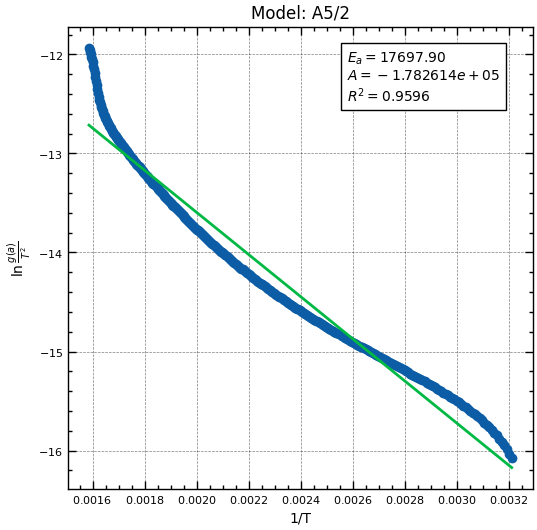 Model: A5/2
E_a = 17697.90
A = −1.782614e + 05
R^2 = 0.9596
−12
−13
−14
−15
−16
ln g(a)/T^2
0.0016 0.0018 0.0020 0.0022 0.0024 0.0026 0.0028 0.0030 0.0032
1/T